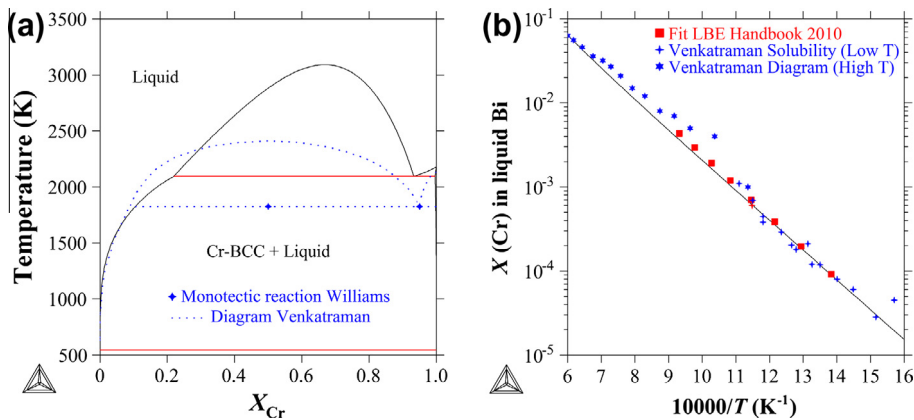 (a)
3500
3000
2500
2000
1500
1000
500
Temperature (K)
Liquid
Cr-BCC + Liquid
Monotectic reaction Williams
Diagram Venkatraman
0 0.2 0.4 0.6 0.8 1.0
X_Cr
(b)
10^-1
10^-2
10^-3
10^-4
10^-5
X (Cr) in liquid Bi
Fit LBE Handbook 2010
Venkatraman Solubility (Low T)
Venkatraman Diagram (High T)
6 7 8 9 10 11 12 13 14 15 16
10000/T (K^-1)